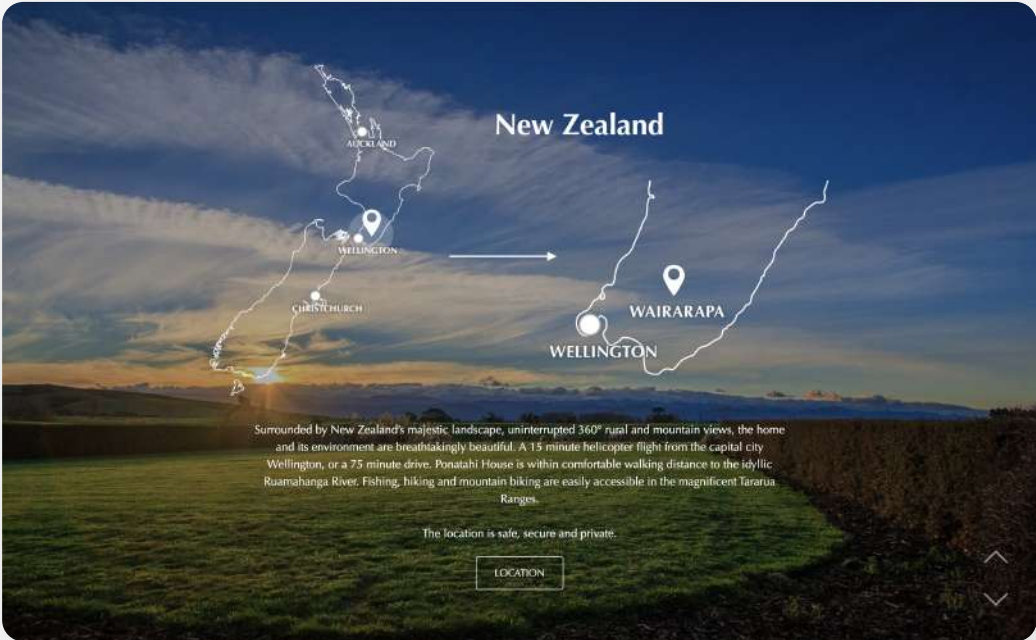 New Zealand
AUCKLAND
WELLINGTON
CHRISTCHURCH
WAIRARAPA
WELLINGTON
Surrounded by New Zealand's majestic landscape, uninterrupted 360° rural and mountain views, the home
and its environment are breathtakingly beautiful. A 15 minute helicopter flight from the capital city
Wellington, or a 75 minute drive. Ponatahi House is within comfortable walking distance to the idyllic
Ruamahanga River. Fishing, hiking and mountain biking are easily accessible in the magnificent Tararua
Ranges.
The location is safe, secure and private.
LOCATION